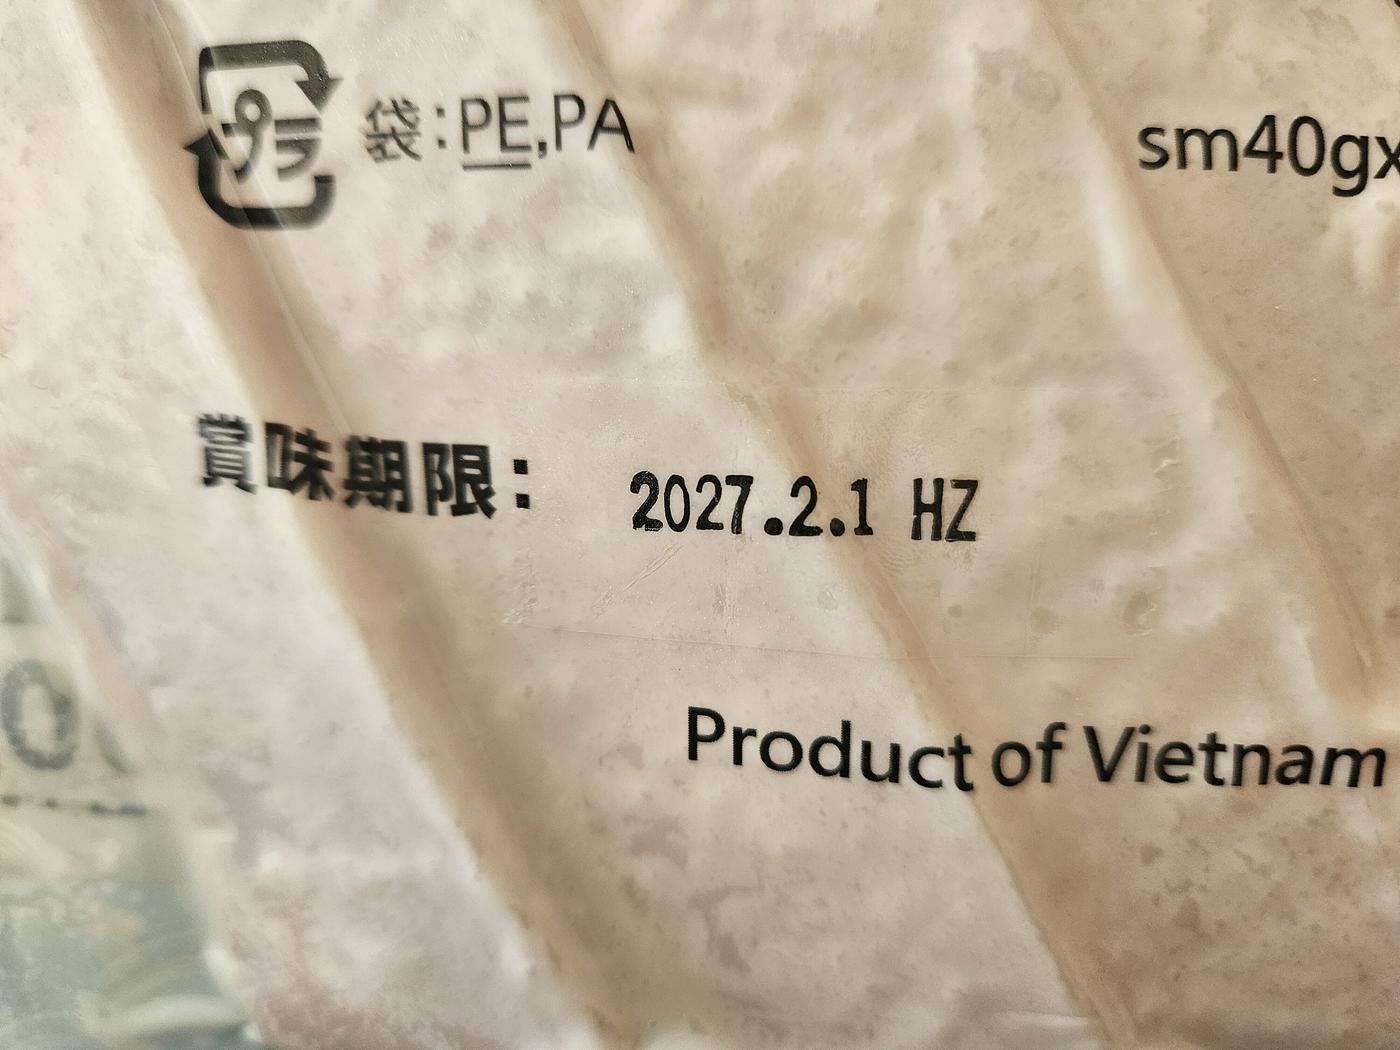 プラ 袋:PE,PA
sm40gx
賞味期限: 2027.2.1 HZ
Product of Vietnam